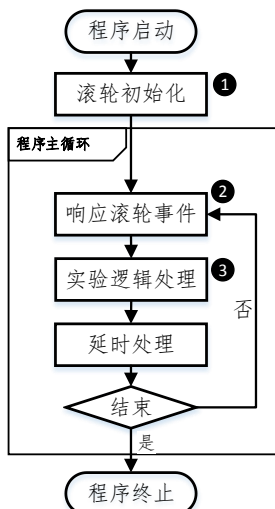 程序启动
滚轮初始化
1
程序主循环
2
响应滚轮事件
3
实验逻辑处理
否
延时处理
结束
是
程序终止